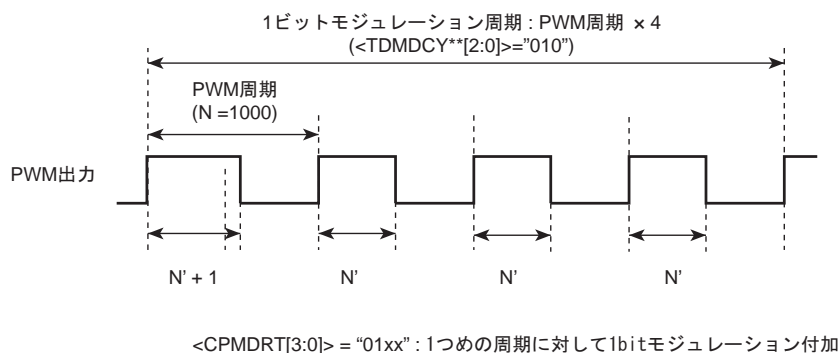 1ビットモジュレーション周期 : PWM周期 × 4
(<TDMDCY**[2:0]>=”010”)
PWM周期
(N =1000)
PWM出力
N’ + 1
N’
N’
N’
<CPMDRT[3:0]> = “01xx” : 1つめの周期に対して1bitモジュレーション付加